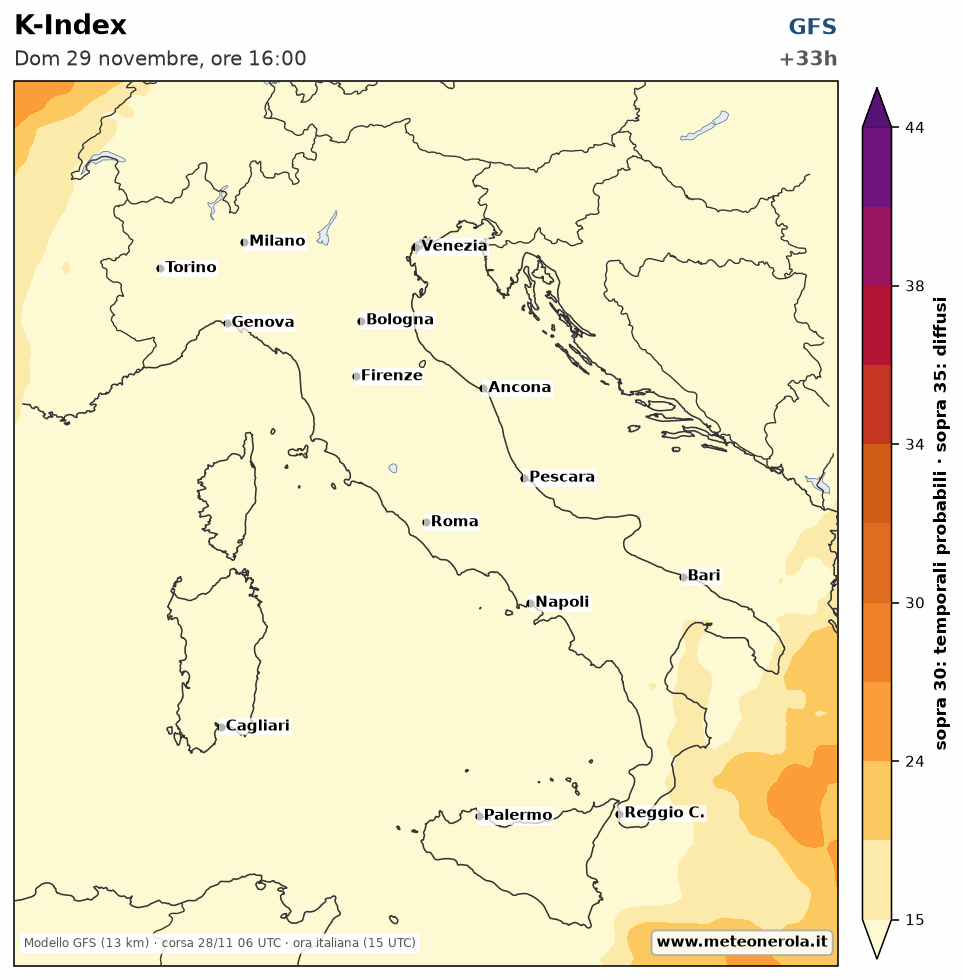 K-Index
GFS
Dom 29 novembre, ore 16:00
+33h
44
38
34
30
24
15
sopra 30: temporali probabili · sopra 35: diffusi
Milano
Venezia
Torino
Genova
Bologna
Firenze
Ancona
Pescara
Roma
Bari
Napoli
Cagliari
Palermo
Reggio C.
Modello GFS (13 km) · corsa 28/11 06 UTC · ora italiana (15 UTC)
www.meteonerola.it